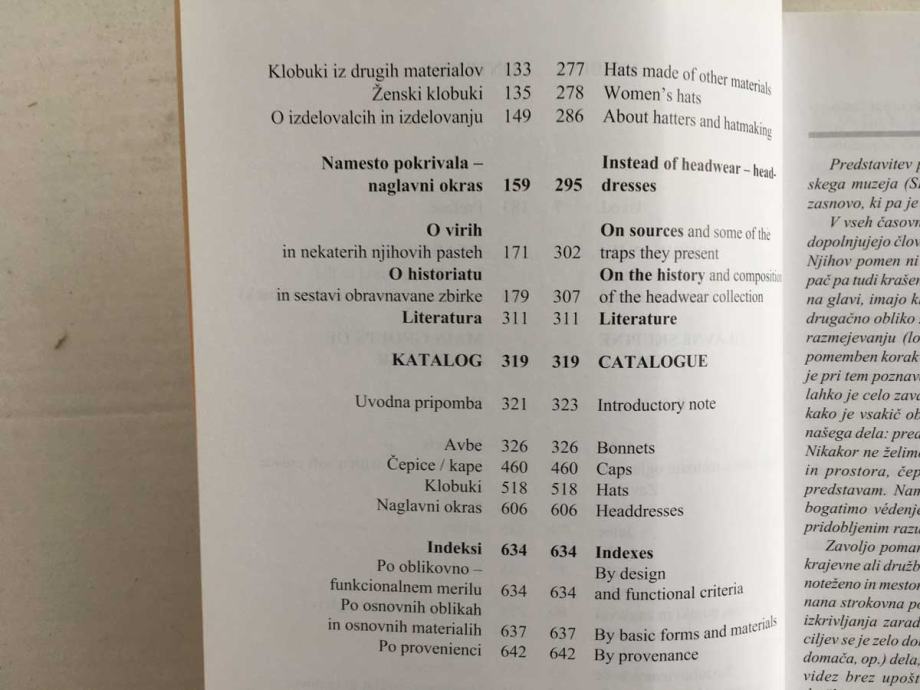 Klobuki iz drugih materialov 133 277 Hats made of other materials
Ženski klobuki 135 278 Women's hats
O izdelovalcih in izdelovanju 149 286 About hatters and hatmaking
Namesto pokrivala – Instead of headwear – head-
naglavni okras 159 295 dresses
O virih On sources and some of the
in nekaterih njihovih pasteh 171 302 traps they present
O historiatu On the history and composition
in sestavi obravnavane zbirke 179 307 of the headwear collection
Literatura 311 311 Literature
KATALOG 319 319 CATALOGUE
Uvodna pripomba 321 323 Introductory note
Avbe 326 326 Bonnets
Čepice / kape 460 460 Caps
Klobuki 518 518 Hats
Naglavni okras 606 606 Headdresses
Indeksi 634 634 Indexes
Po oblikovno – By design
funkcionalnem merilu 634 634 and functional criteria
Po osnovnih oblikah
in osnovnih materialih 637 637 By basic forms and materials
Po provenienci 642 642 By provenance
Predstavitev
skega muzeja
zasnovo, ki pa je
V vseh časovn
dopolnjujejo člov
Njihov pomen ni
pač pa tudi krašen
na glavi, imajo k
drugačno obliko
razmejevanju (lo
pomemben korak
je pri tem poznav
lahko je celo zava
kako je vsakič ob
našega dela: pred
Nikakor ne želim
in prostora, čep
predstavam. Nam
bogatimo védenje
pridobljenim razu
Zavoljo poman
krajevne ali družb
noteženo in mestom
nana strokovna po
izkrivljanja zarad
ciljev se je zelo do
domača, op.) dela,
videz brez upošt